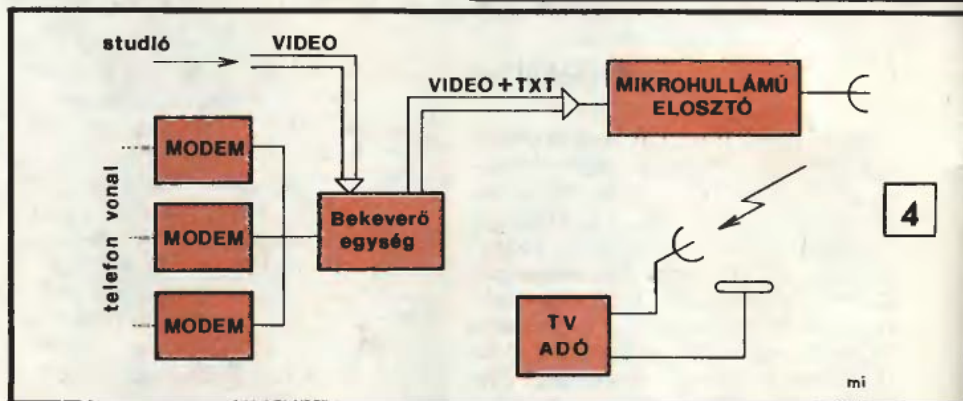 studió
VIDEO
VIDEO+TXT
MIKROHULLÁMÚ
ELOSZTÓ
telefon vonal
MODEM
MODEM
MODEM
Bekeverő
egység
4
TV
ADÓ
mi